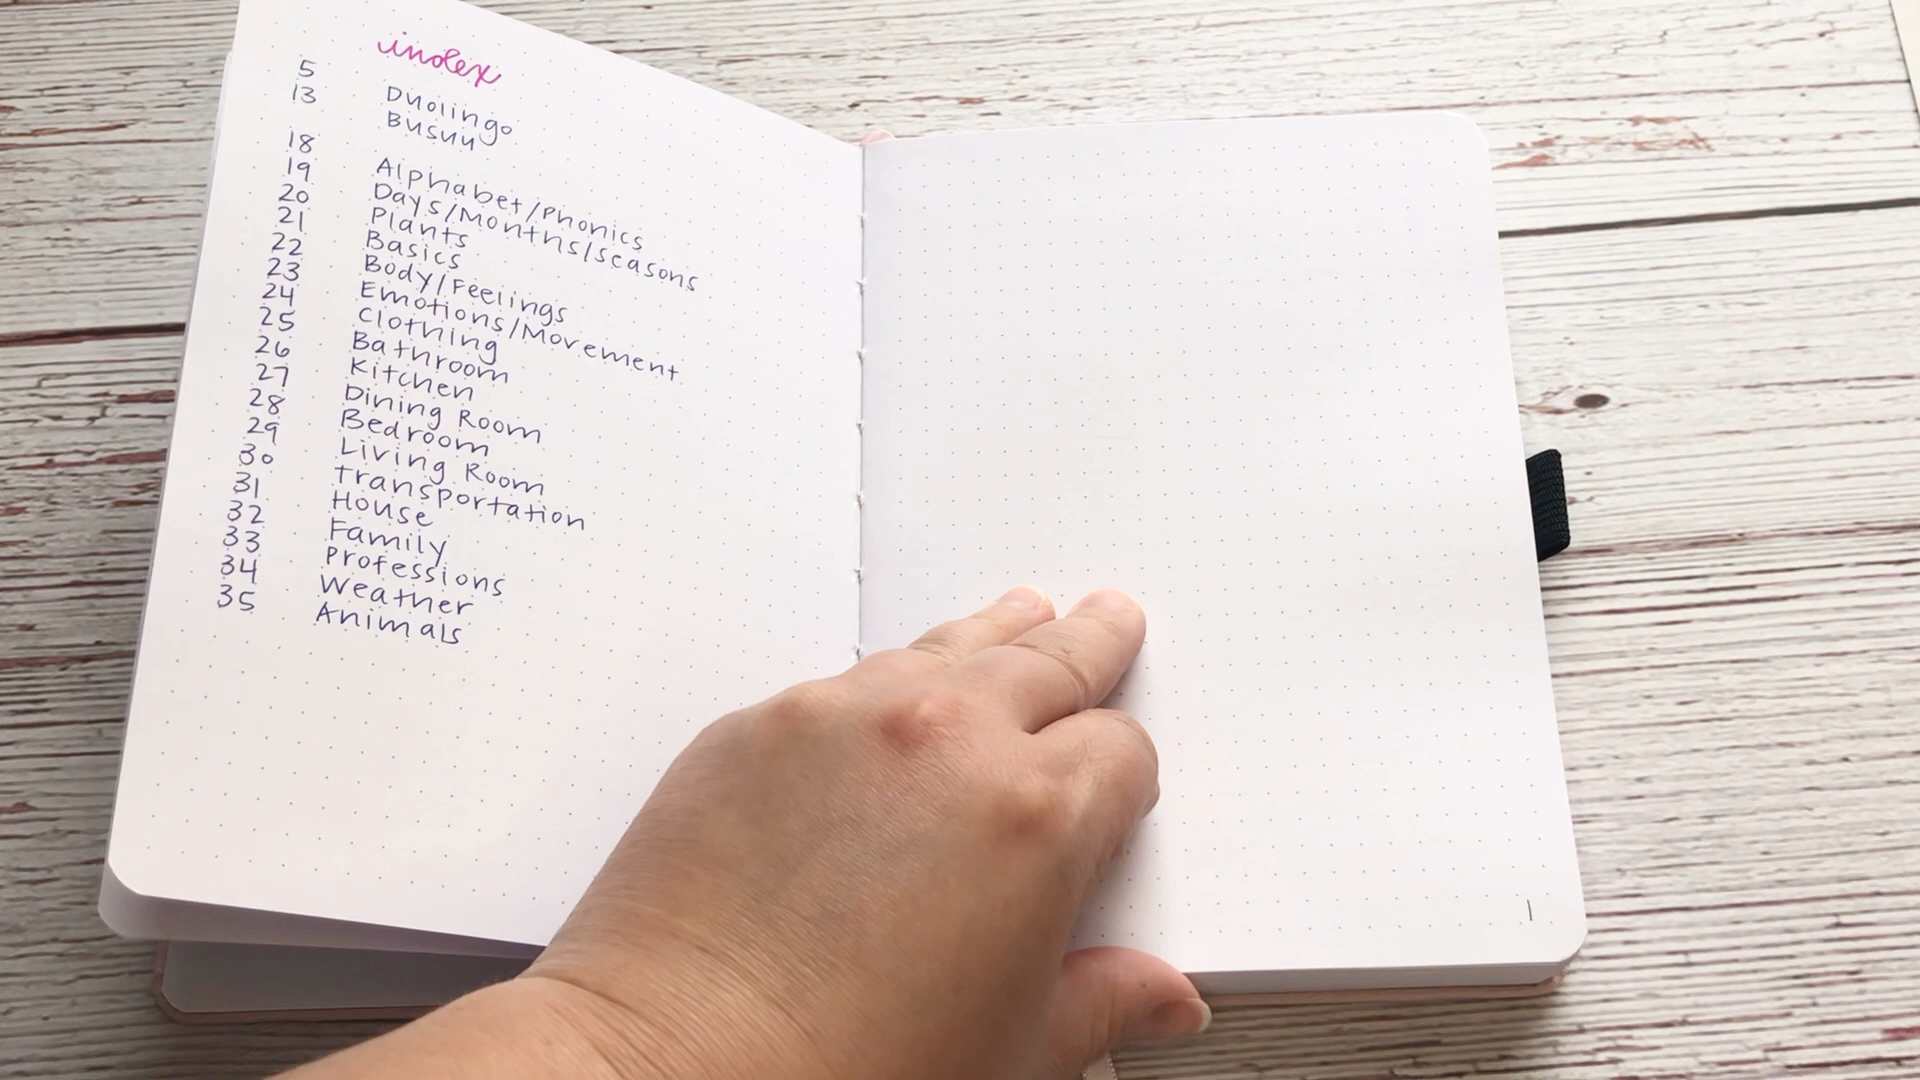 index
5 Duolingo
13 Busuu
18 Alphabet/Phonics
19 Days/Months/Seasons
20 Plants
21 Basics
22 Body/Feelings
23 Emotions/Movement
24 Clothing
25 Bathroom
26 Kitchen
27 Dining Room
28 Bedroom
29 Living Room
30 Transportation
31 House
32 Family
33 Professions
34 Weather
35 Animals
1